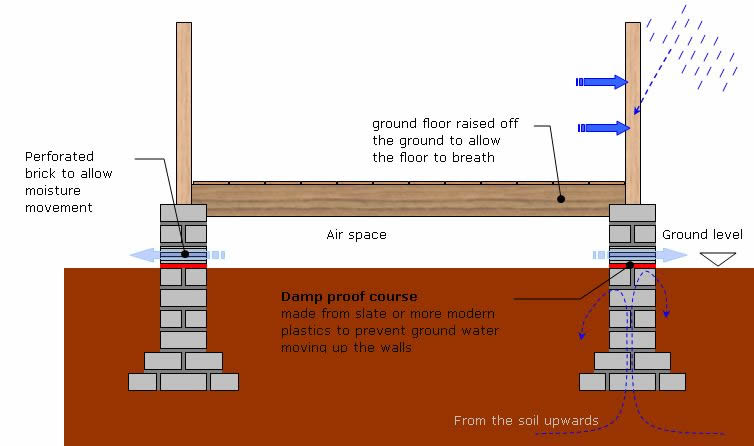 ground floor raised off
the ground to allow
the floor to breath
Perforated
brick to allow
moisture
movement
Air space
Ground level
Damp proof course
made from slate or more modern
plastics to prevent ground water
moving up the walls
From the soil upwards